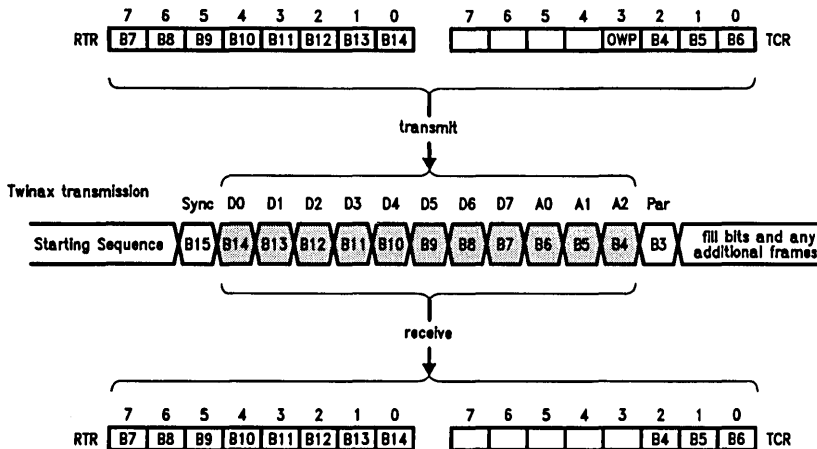 7 6 5 4 3 2 1 0 7 6 5 4 3 2 1 0
RTR B7 B8 B9 B10 B11 B12 B13 B14 OWP B4 B5 B6 TCR
transmit
Twinax transmission
Sync D0 D1 D2 D3 D4 D5 D6 D7 A0 A1 A2 Par
Starting Sequence B15 B14 B13 B12 B11 B10 B9 B8 B7 B6 B5 B4 B3 fill bits and any
additional frames
receive
7 6 5 4 3 2 1 0 7 6 5 4 3 2 1 0
RTR B7 B8 B9 B10 B11 B12 B13 B14 B4 B5 B6 TCR